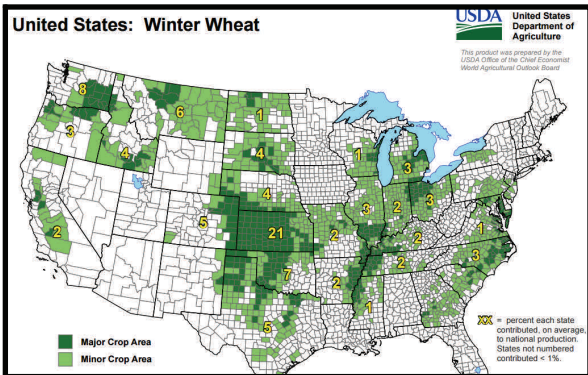 United States: Winter Wheat
USDA
United States
Department of
Agriculture
This product was prepared by the
USDA Office of the Chief Economist
World Agricultural Outlook Board
8
6
1
3
4
4
1
3
4
5
21
2
3
2
3
2
2
1
7
2
2
3
5
1
Major Crop Area
Minor Crop Area
XX = percent each state
contributed, on average,
to national production.
States not numbered
contributed < 1%.